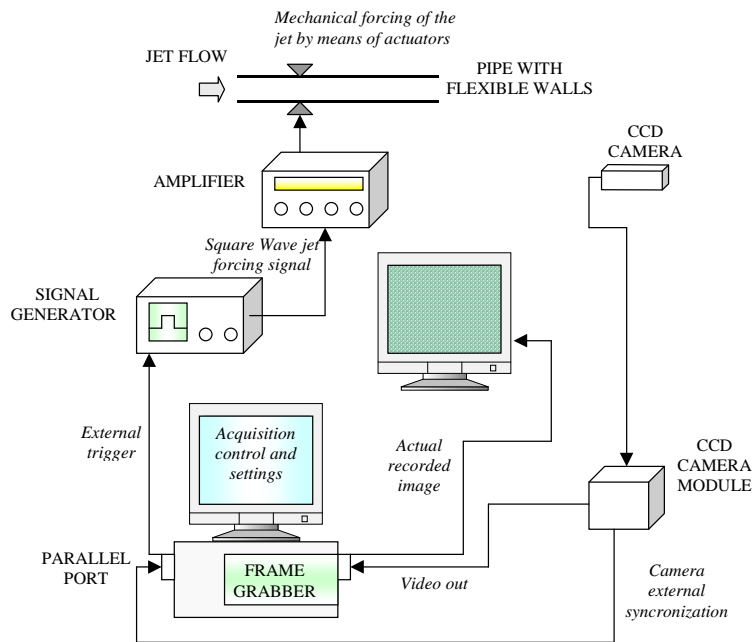 Mechanical forcing of the
jet by means of actuators
JET FLOW
PIPE WITH
FLEXIBLE WALLS
CCD
CAMERA
AMPLIFIER
Square Wave jet
forcing signal
SIGNAL
GENERATOR
External
trigger
Acquisition
control and
settings
Actual
recorded
image
CCD
CAMERA
MODULE
PARALLEL
PORT
FRAME
GRABBER
Video out
Camera
external
syncronization